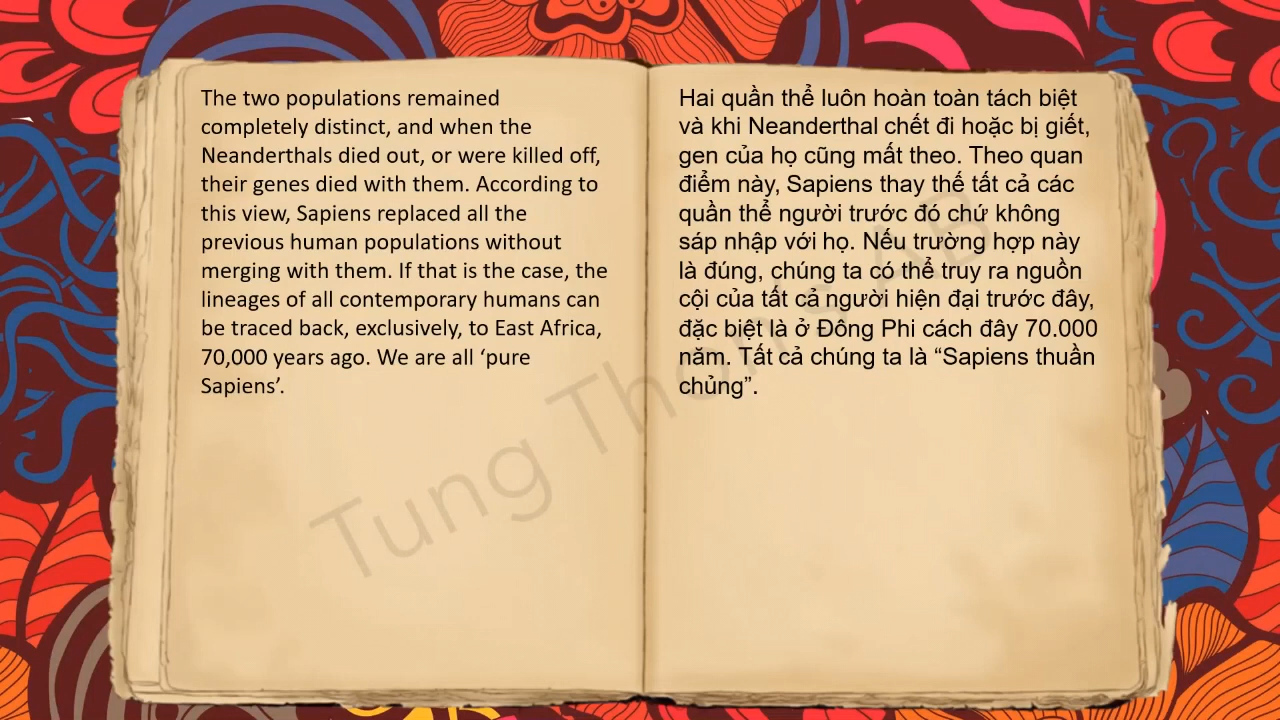 The two populations remained
completely distinct, and when the
Neanderthals died out, or were killed off,
their genes died with them. According to
this view, Sapiens replaced all the
previous human populations without
merging with them. If that is the case, the
lineages of all contemporary humans can
be traced back, exclusively, to East Africa,
70,000 years ago. We are all ‘pure
Sapiens’.
Hai quần thể luôn hoàn toàn tách biệt
và khi Neanderthal chết đi hoặc bị giết,
gen của họ cũng mất theo. Theo quan
điểm này, Sapiens thay thế tất cả các
quần thể người trước đó chứ không
sáp nhập với họ. Nếu trường hợp này
là đúng, chúng ta có thể truy ra nguồn
cội của tất cả người hiện đại trước đây,
đặc biệt là ở Đông Phi cách đây 70.000
năm. Tất cả chúng ta là “Sapiens thuần
chủng”.